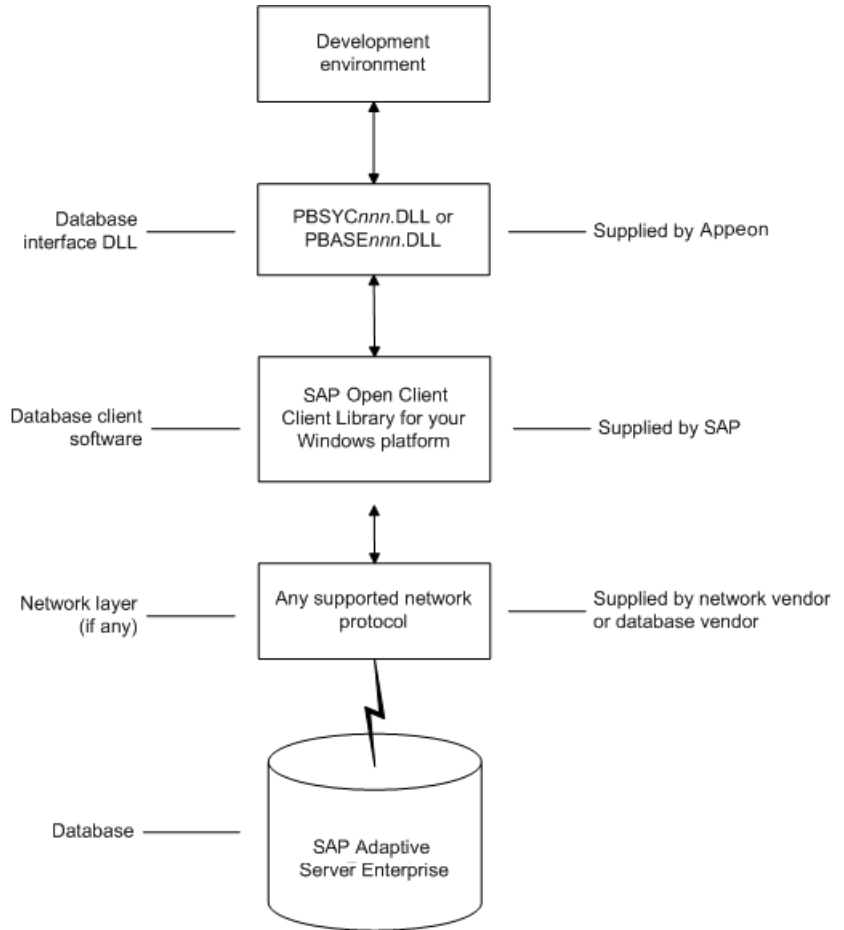 Development
environment
Database
interface DLL
PBSYCnnn.DLL or
PBASEnnn.DLL
Supplied by Appeon
Database client
software
SAP Open Client
Client Library for your
Windows platform
Supplied by SAP
Network layer
(if any)
Any supported network
protocol
Supplied by network vendor
or database vendor
Database
SAP Adaptive
Server Enterprise